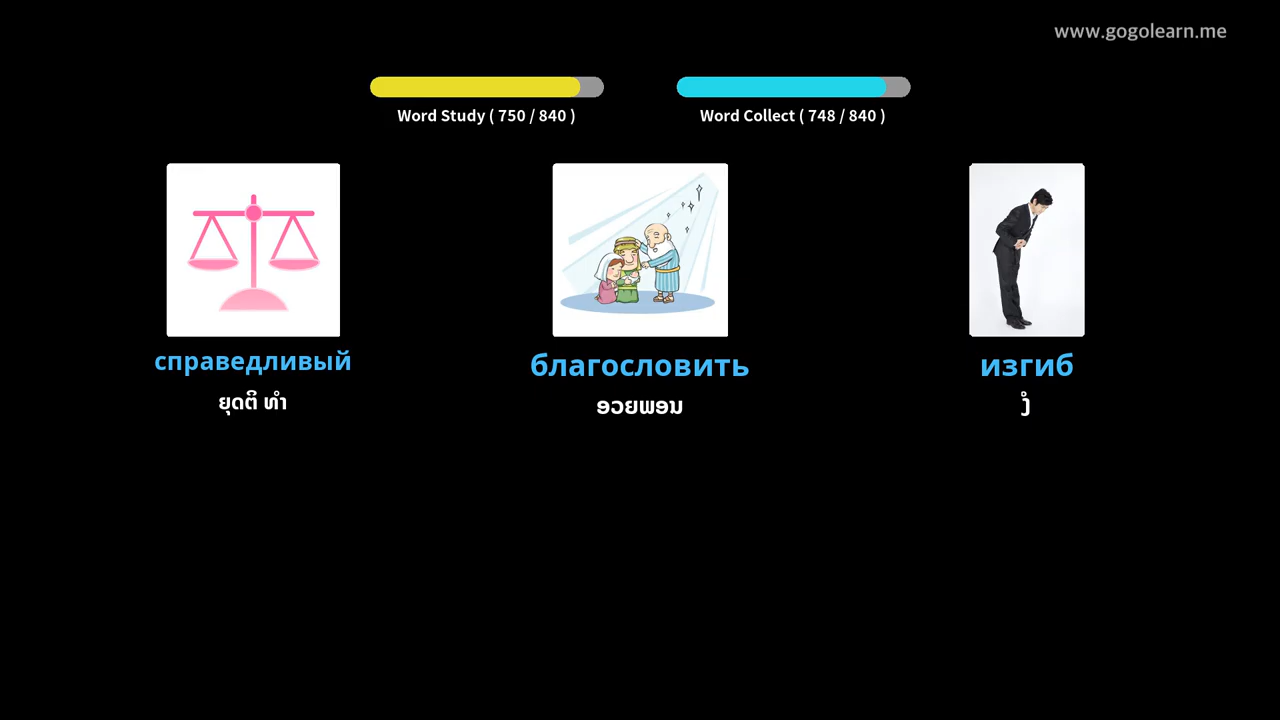 www.gogolearn.me
Word Study ( 750 / 840 )
Word Collect ( 748 / 840 )
справедливый
благословить
изгиб
ຍຸດຕິ ທຳ
ອວຍພອນ
ງໍ